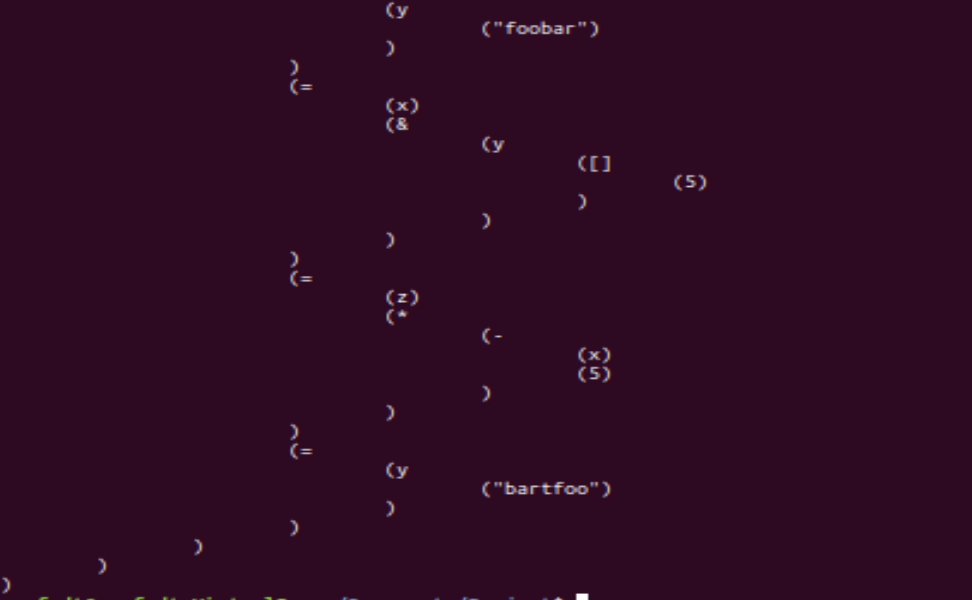 (y
("foobar")
)
)
(=
(x)
(&
(y
([]
(5)
)
)
)
)
(=
(z)
(*
(-
(x)
(5)
)
)
)
(=
(y
("bartfoo")
)
)
)
)
)